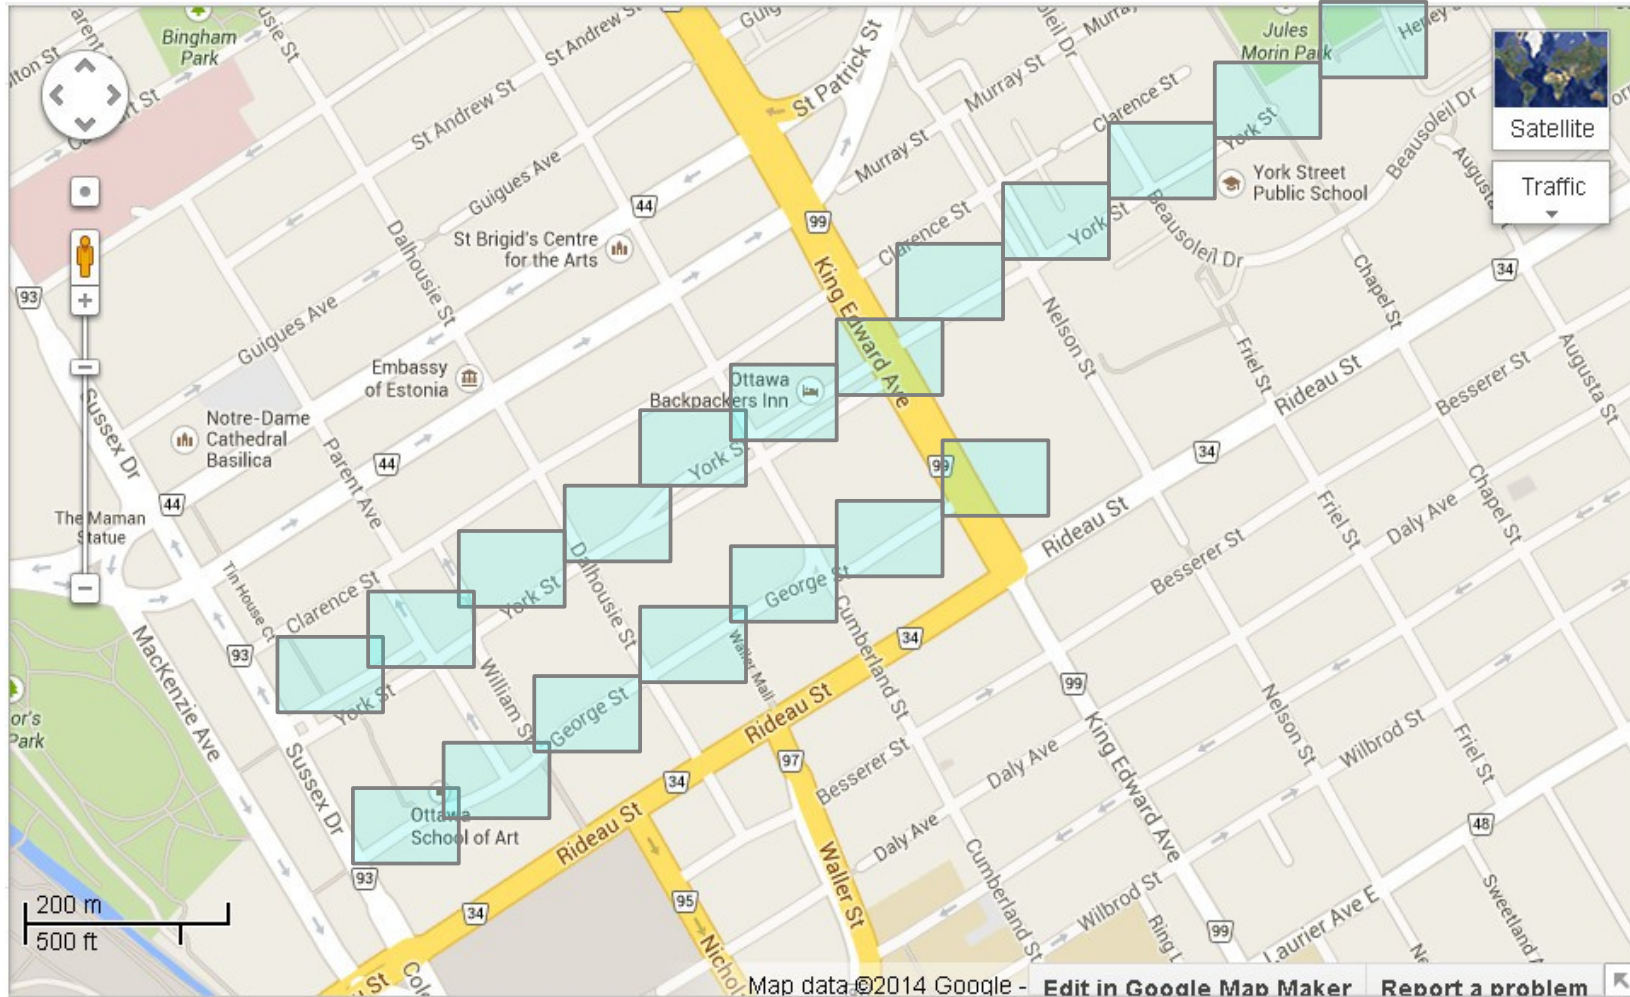 Bingham
Park
St Andrew St
St Andrew St
St Patrick St
Jules
Morin Park
Murray St
Murray St
Clarence St
York St
Satellite
Traffic
York Street
Public School
Beausoleil Dr
Beausoleil Dr
Guigues Ave
Guigues Ave
44
St Brigid's Centre
for the Arts
99
Clarence St
King Edward Ave
York St
34
93
Dalhousie St
Embassy
of Estonia
Ottawa
Backpackers Inn
Nelson St
Chapel St
Friel St
Rideau St
Besserer St
Augusta St
Sussex Dr
Notre-Dame
Cathedral
Basilica
Parent Ave
44
York St
99
34
44
The Maman
Statue
Rideau St
Friel St
Chapel St
Daly Ave
Tin House Ct
Clarence St
York St
Dalhousie St
George St
Besserer St
MacKenzie Ave
93
York St
William St
George St
Waller Mall
Cumberland St
34
99
Rideau St
Nelson St
Wilbrod St
Friel St
Sussex Dr
34
97
Besserer St
Daly Ave
King Edward Ave
Ottawa
School of Art
Rideau St
Daly Ave
48
93
34
95
Waller St
Cumberland St
Wilbrod St
99
Laurier Ave E
200 m
500 ft
Map data ©2014 Google -
Edit in Google Map Maker
Report a problem